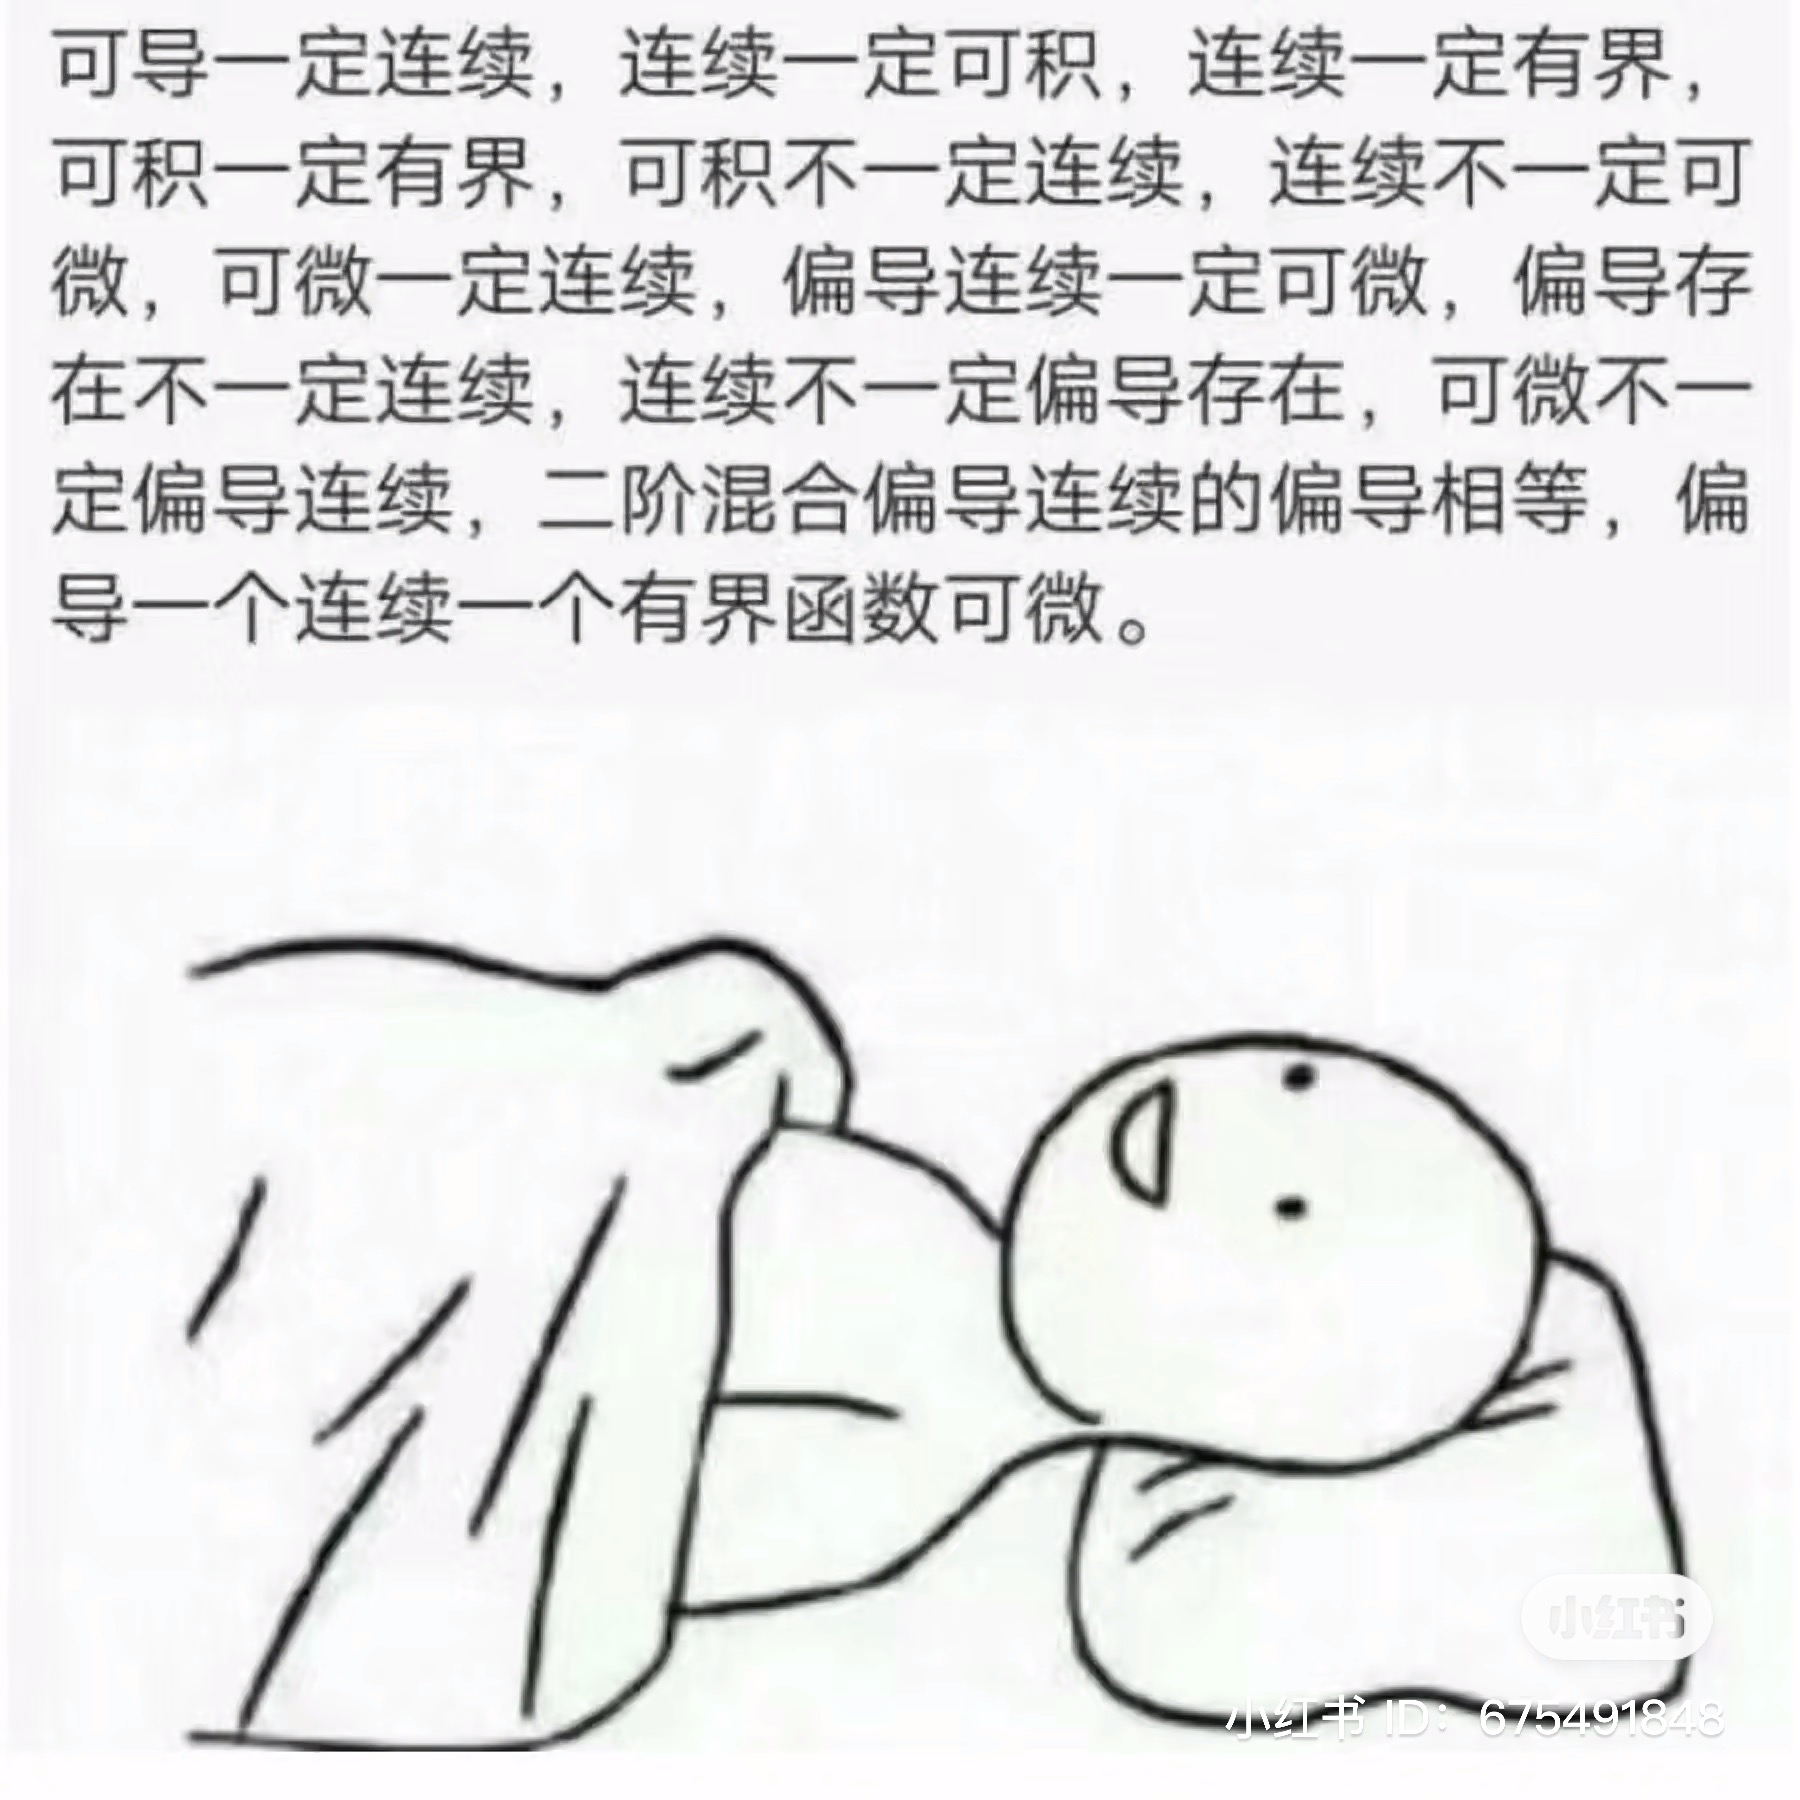 可导一定连续，连续一定可积，连续一定有界，
可积一定有界，可积不一定连续，连续不一定可
微，可微一定连续，偏导连续一定可微，偏导存
在不一定连续，连续不一定偏导存在，可微不一
定偏导连续，二阶混合偏导连续的偏导相等，偏
导一个连续一个有界函数可微。
小红书
小红书 ID：675491848